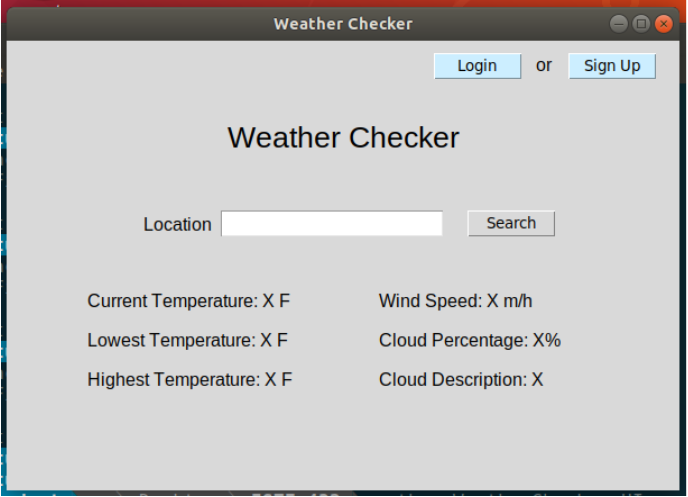 Weather Checker
Login or Sign Up
Weather Checker
Location Search
Current Temperature: X F Wind Speed: X m/h
Lowest Temperature: X F Cloud Percentage: X%
Highest Temperature: X F Cloud Description: X